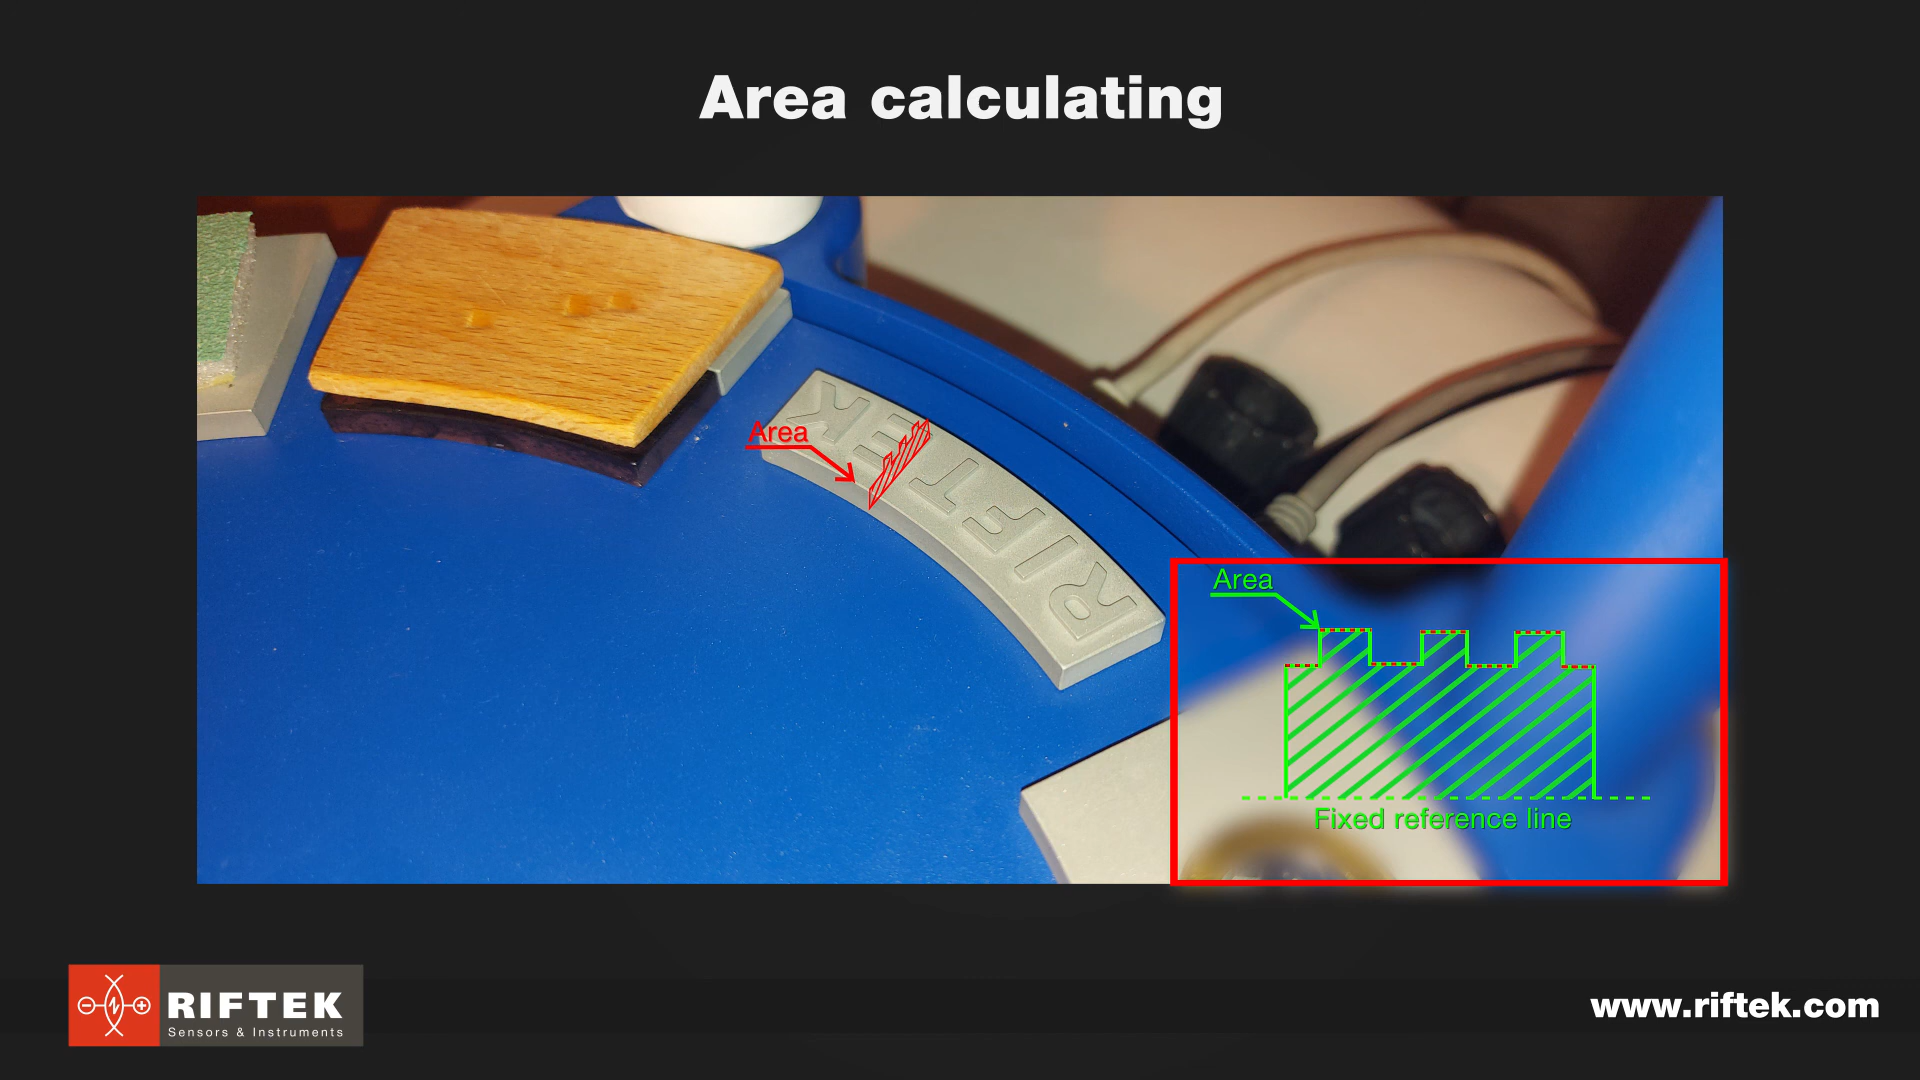 Area calculating
Area
RIFTEK
Area
Fixed reference line
RIFTEK
Sensors & Instruments
www.riftek.com